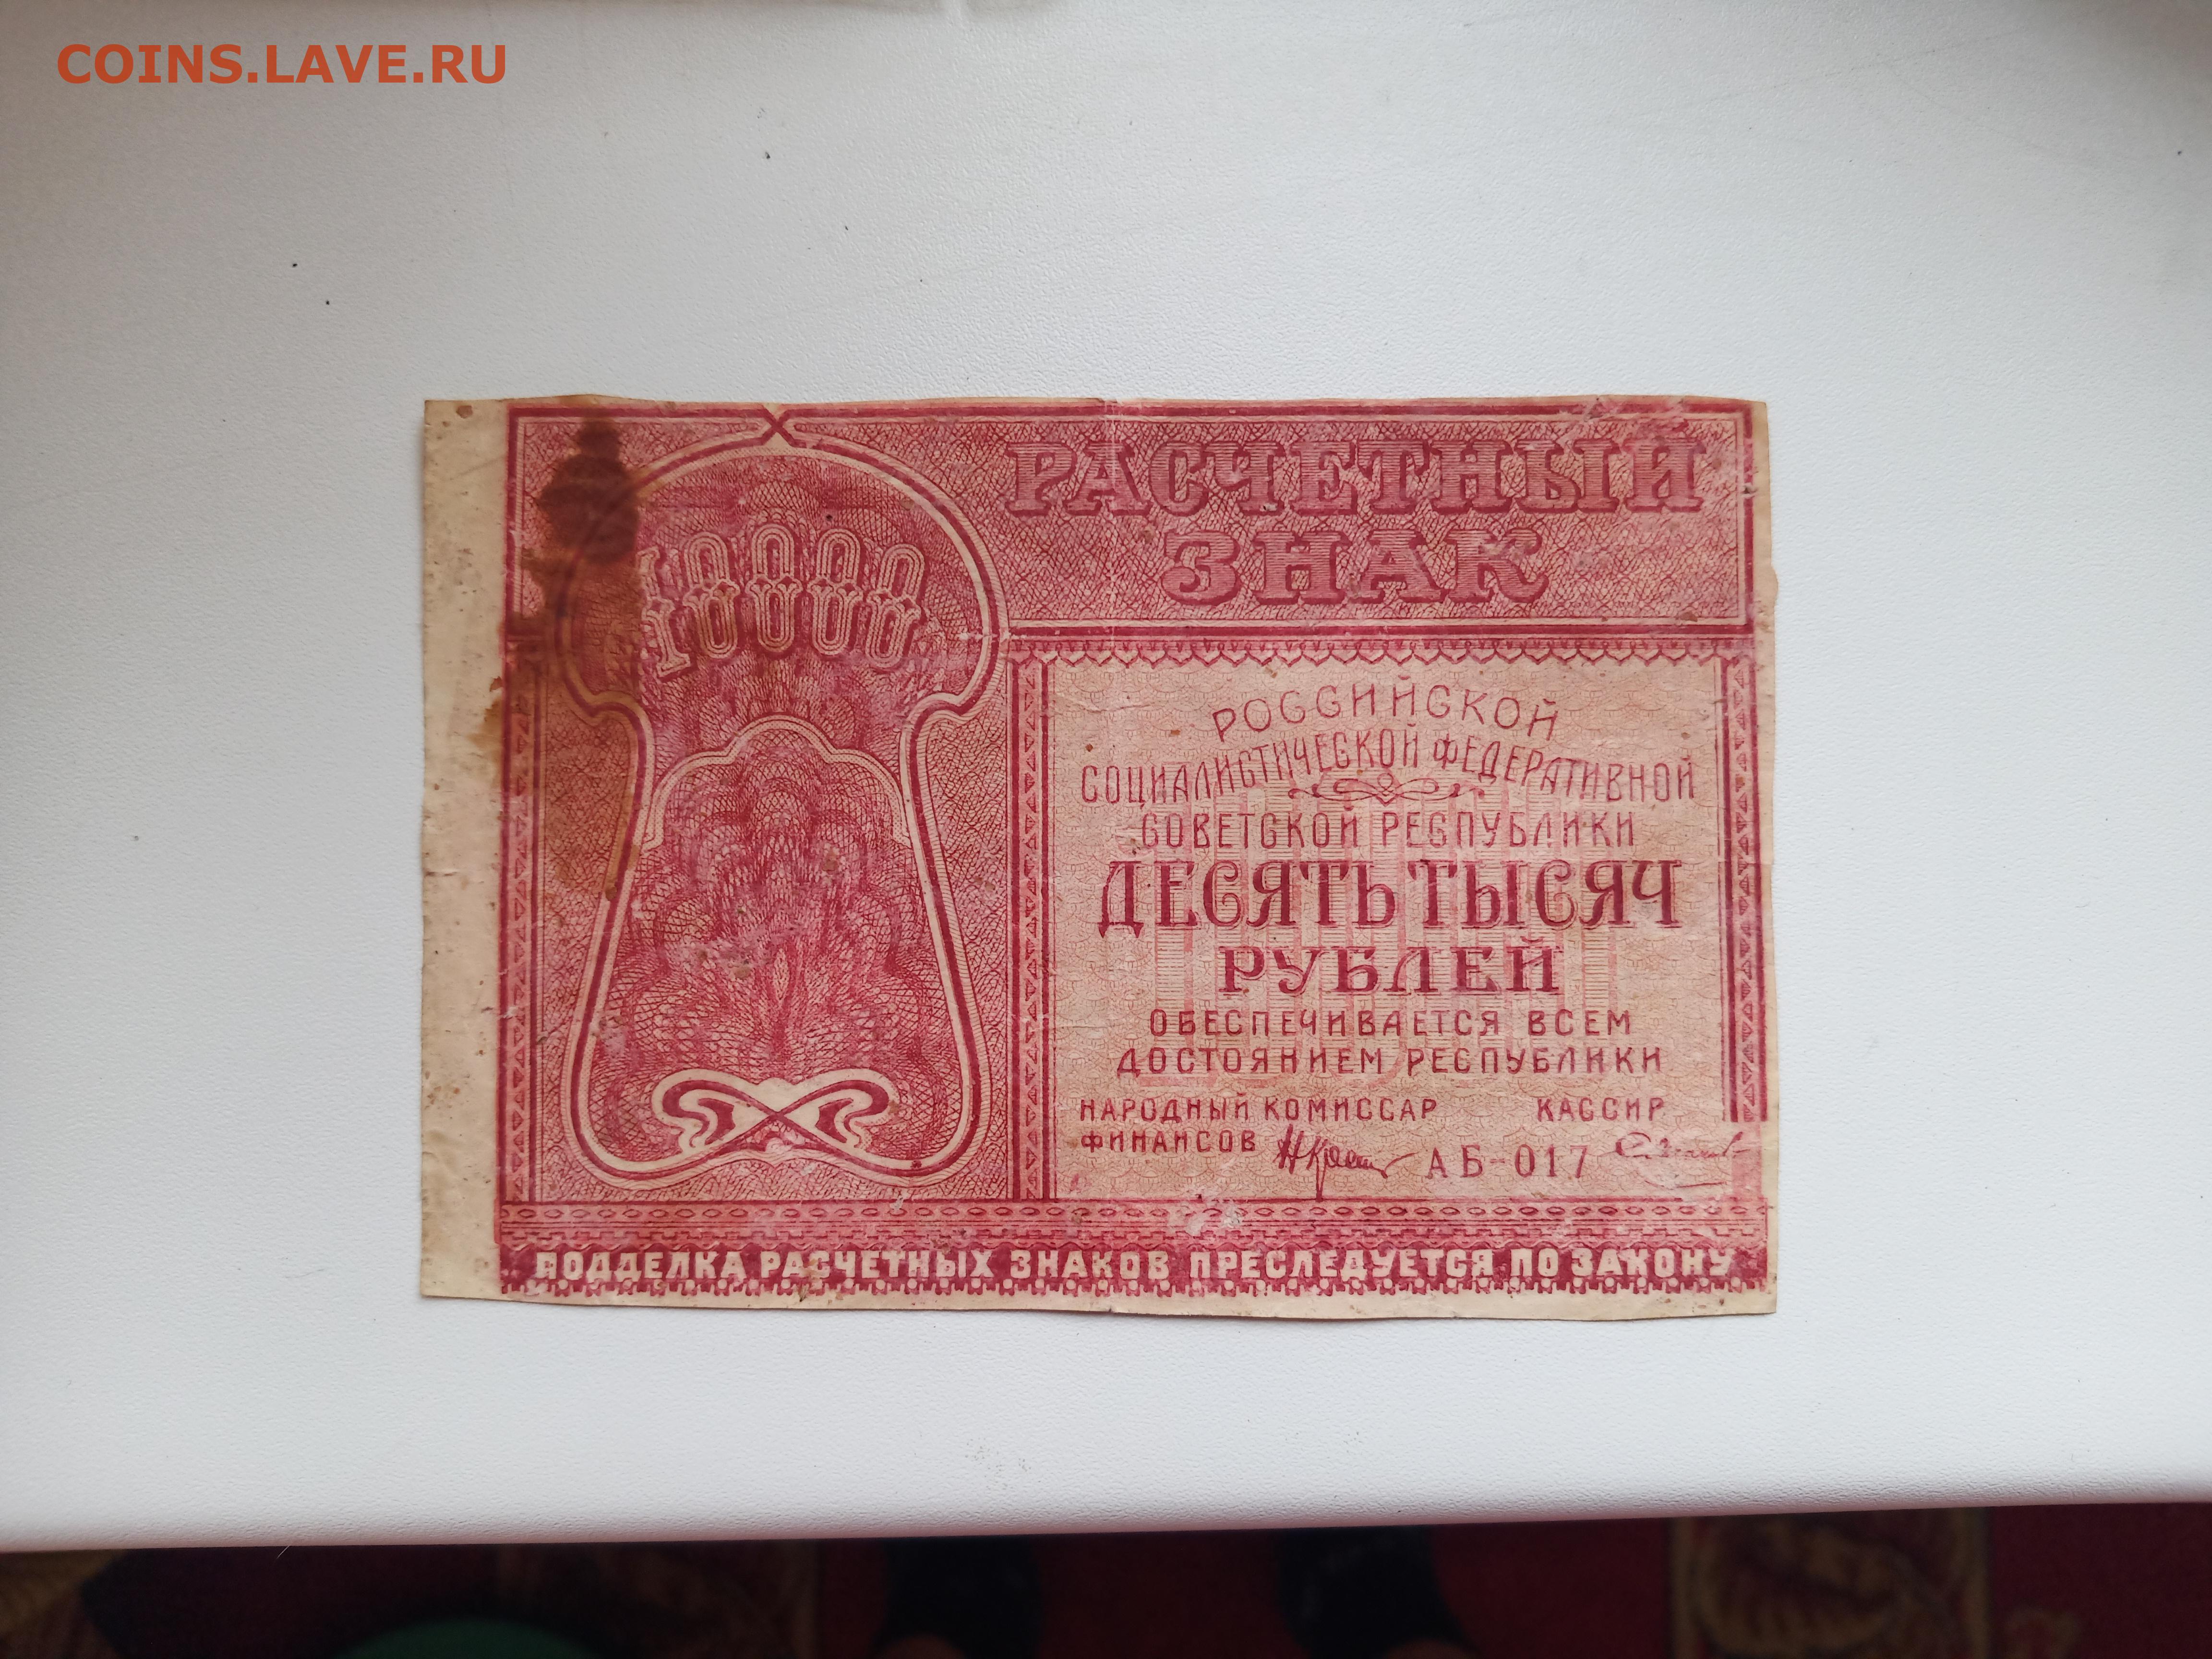 COINS.LAVE.RU
РАСЧЕТНЫЙ
ЗНАК
10000
РОССИЙСКОЙ
СОЦИАЛИСТИЧЕСКОЙ ФЕДЕРАТИВНОЙ
СОВЕТСКОЙ РЕСПУБЛИКИ
ДЕСЯТЬ ТЫСЯЧ
РУБЛЕЙ
ОБЕСПЕЧИВАЕТСЯ ВСЕМ
ДОСТОЯНИЕМ РЕСПУБЛИКИ
НАРОДНЫЙ КОМИССАР КАССИР
ФИНАНСОВ АБ-017
ПОДДЕЛКА РАСЧЕТНЫХ ЗНАКОВ ПРЕСЛЕДУЕТСЯ ПО ЗАКОНУ